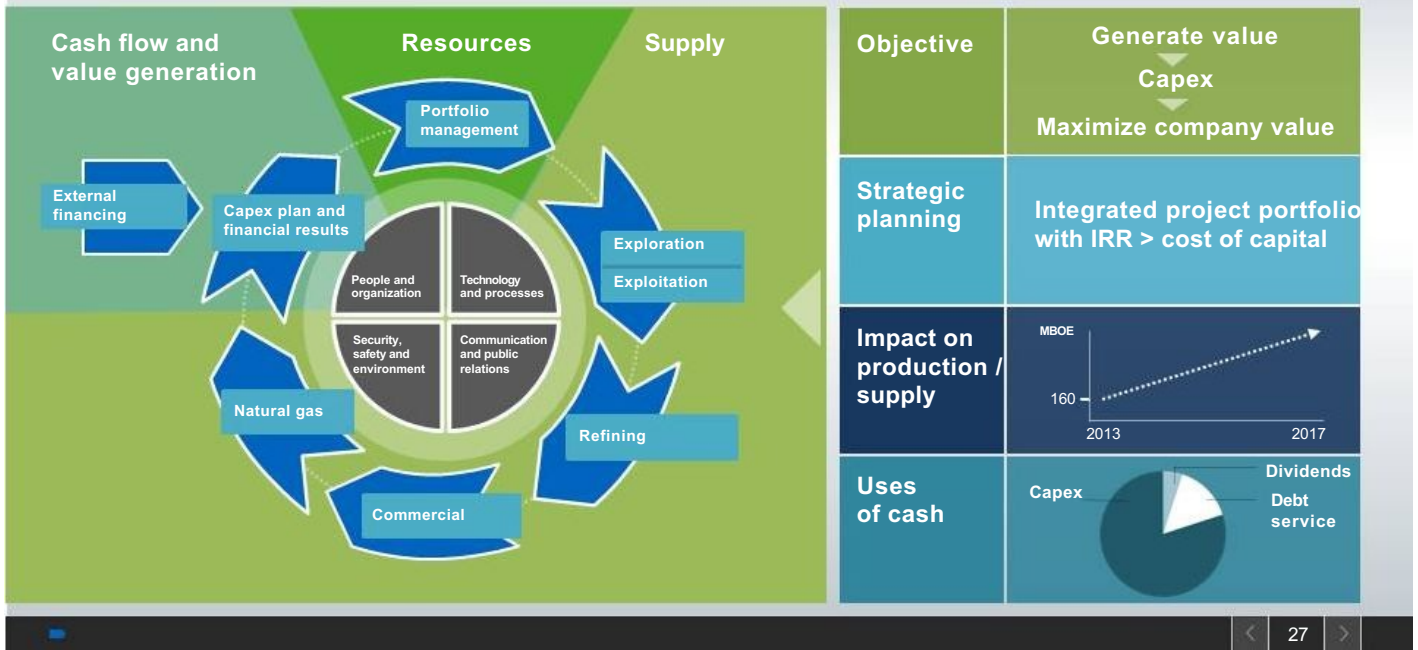 Cash flow and
value generation
Resources
Supply
Portfolio
management
External
financing
Capex plan and
financial results
Exploration
Exploitation
People and
organization
Technology
and processes
Security,
safety and
environment
Communication
and public
relations
Natural gas
Refining
Commercial
Objective
Generate value
Capex
Maximize company value
Strategic
planning
Integrated project portfolio
with IRR > cost of capital
Impact on
production /
supply
MBOE
160
2013
2017
Uses
of cash
Capex
Dividends
Debt
service
27